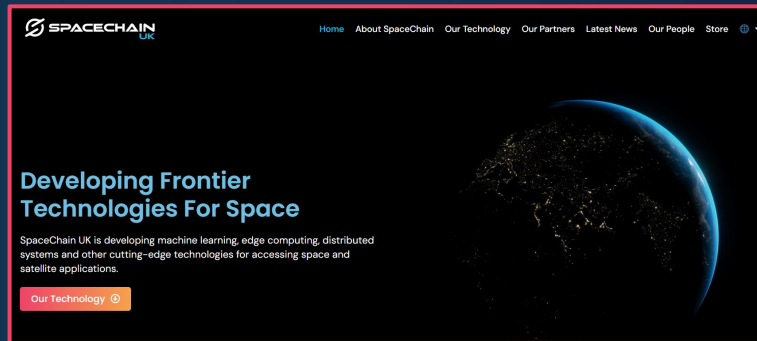 SPACECHAIN
UK
Home About SpaceChain Our Technology Our Partners Latest News Our People Store
Developing Frontier
Technologies For Space
SpaceChain UK is developing machine learning, edge computing, distributed
systems and other cutting-edge technologies for accessing space and
satellite applications.
Our Technology